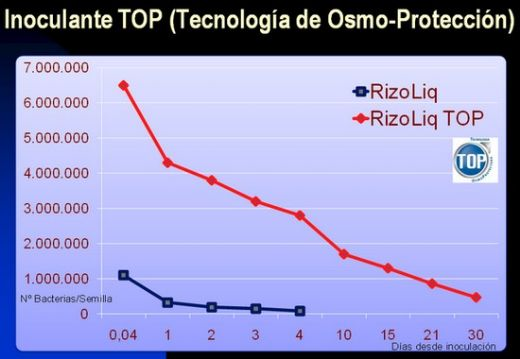 Inoculante TOP (Tecnología de Osmo-Protección)
7.000.000
6.000.000
5.000.000
4.000.000
3.000.000
2.000.000
1.000.000
0
RizoLiq
RizoLiq TOP
TOP
Nº Bacterias/Semilla
0,04 1 2 3 4 10 15 21 30
Días desde inoculación